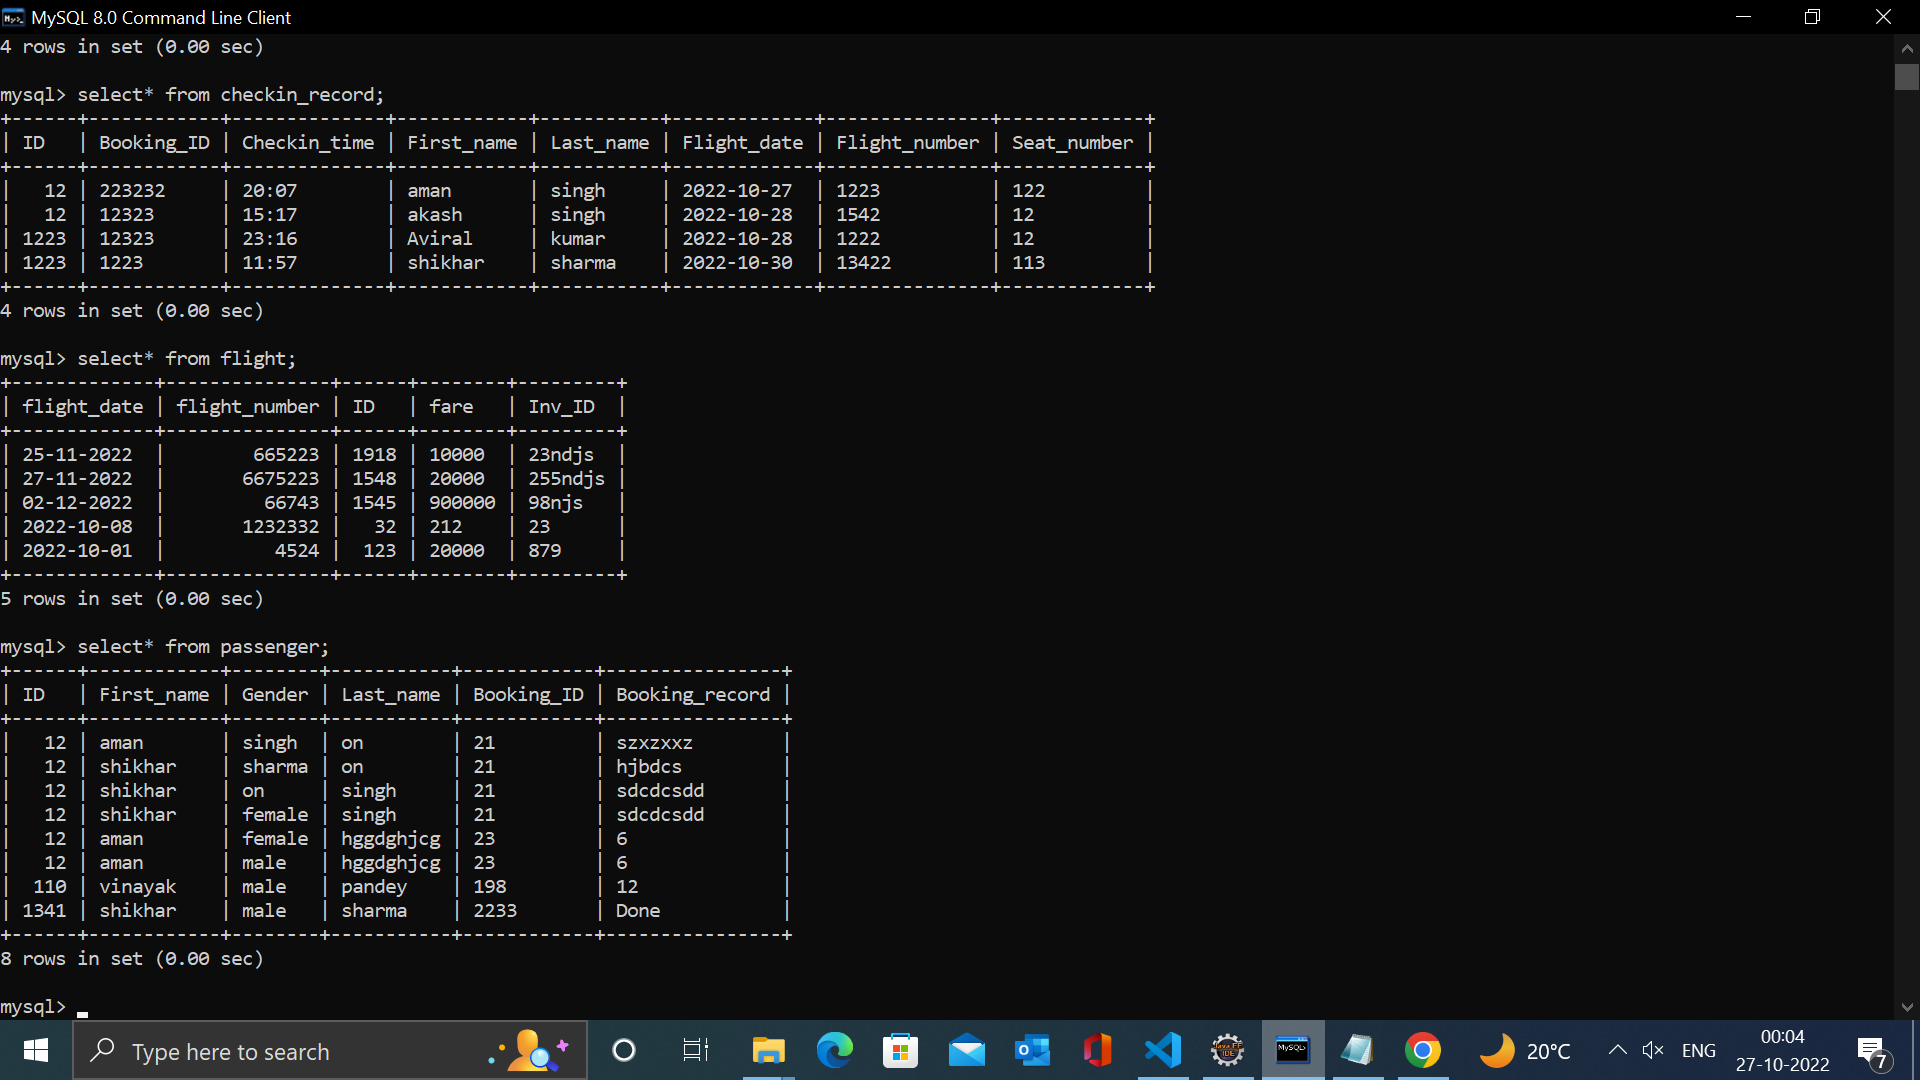 MySQL 8.0 Command Line Client
4 rows in set (0.00 sec)

mysql> select* from checkin_record;
+------+------------+--------------+------------+-----------+-------------+---------------+-------------+
| ID   | Booking_ID | Checkin_time | First_name | Last_name | Flight_date | Flight_number | Seat_number |
+------+------------+--------------+------------+-----------+-------------+---------------+-------------+
|   12 | 223232     | 20:07        | aman       | singh     | 2022-10-27  | 1223          | 122         |
|   12 | 12323      | 15:17        | akash      | singh     | 2022-10-28  | 1542          | 12          |
| 1223 | 12323      | 23:16        | Aviral     | kumar     | 2022-10-28  | 1222          | 12          |
| 1223 | 1223       | 11:57        | shikhar    | sharma    | 2022-10-30  | 13422         | 113         |
+------+------------+--------------+------------+-----------+-------------+---------------+-------------+
4 rows in set (0.00 sec)

mysql> select* from flight;
+-------------+---------------+------+--------+---------+
| flight_date | flight_number | ID   | fare   | Inv_ID  |
+-------------+---------------+------+--------+---------+
| 25-11-2022  |        665223 | 1918 | 10000  | 23ndjs  |
| 27-11-2022  |       6675223 | 1548 | 20000  | 255ndjs |
| 02-12-2022  |         66743 | 1545 | 900000 | 98njs   |
| 2022-10-08  |       1232332 |   32 | 212    | 23      |
| 2022-10-01  |          4524 |  123 | 20000  | 879     |
+-------------+---------------+------+--------+---------+
5 rows in set (0.00 sec)

mysql> select* from passenger;
+------+------------+--------+-----------+------------+----------------+
| ID   | First_name | Gender | Last_name | Booking_ID | Booking_record |
+------+------------+--------+-----------+------------+----------------+
|   12 | aman       | singh  | on        | 21         | szxzxxz        |
|   12 | shikhar    | sharma | on        | 21         | hjbdcs         |
|   12 | shikhar    | on     | singh     | 21         | sdcdcsdd       |
|   12 | shikhar    | female | singh     | 21         | sdcdcsdd       |
|   12 | aman       | female | hggdghjcg | 23         | 6              |
|   12 | aman       | male   | hggdghjcg | 23         | 6              |
|  110 | vinayak    | male   | pandey    | 198        | 12             |
| 1341 | shikhar    | male   | sharma    | 2233       | Done           |
+------+------------+--------+-----------+------------+----------------+
8 rows in set (0.00 sec)

mysql>
Type here to search
20°C
ENG
00:04
27-10-2022
7